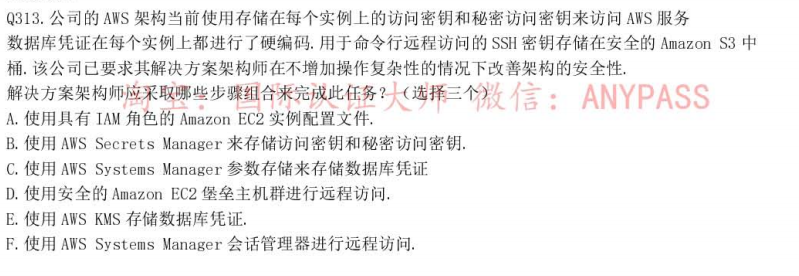 Q313.公司的 AWS 架构当前使用存储在每个实例上的访问密钥和秘密访问密钥来访问 AWS 服务
数据库凭证在每个实例上都进行了硬编码.用于命令行远程访问的 SSH 密钥存储在安全的 Amazon S3 中
桶.该公司已要求其解决方案架构师在不增加操作复杂性的情况下改善架构的安全性.
解决方案架构师应采取哪些步骤组合来完成此任务？（选择三个）
淘宝：国际认证大师 微信：ANYPASS
A.使用具有 IAM 角色的 Amazon EC2 实例配置文件.
B.使用 AWS Secrets Manager 来存储访问密钥和秘密访问密钥.
C.使用 AWS Systems Manager 参数存储来存储数据库凭证
D.使用安全的 Amazon EC2 堡垒主机群进行远程访问.
E.使用 AWS KMS 存储数据库凭证.
F.使用 AWS Systems Manager 会话管理器进行远程访问.